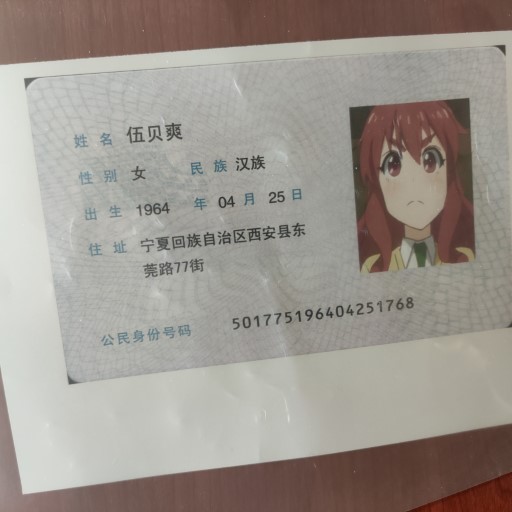 姓名 伍贝爽
性别 女 民族 汉族
出生 1964 年 04 月 25 日
住址 宁夏回族自治区西安县东
莞路77街
公民身份号码 501775196404251768